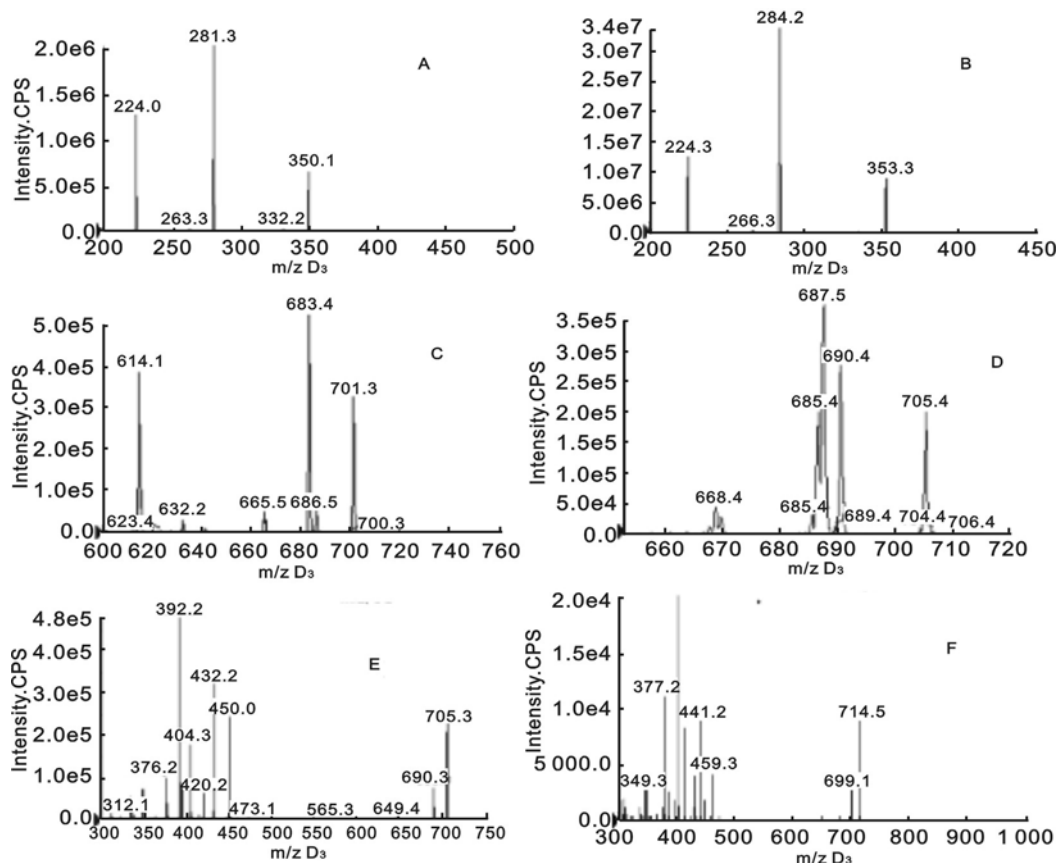 A
Intensity.CPS
2.0e6
1.6e6
1.0e6
5.0e5
0.0
281.3
224.0
350.1
263.3
332.2
200 250 300 350 400 450 500
m/z D3
B
Intensity.CPS
3.4e7
3.0e7
2.5e7
2.0e7
1.5e7
1.0e7
5.0e6
0.0
284.2
224.3
353.3
266.3
200 250 300 350 400 450
m/z D3
C
Intensity.CPS
5.0e5
4.0e5
3.0e5
2.0e5
1.0e5
0.0
683.4
614.1
701.3
665.5 686.5
632.2
623.4
700.3
600 620 640 660 680 700 720 740 760
m/z D3
D
Intensity.CPS
3.5e5
3.0e5
2.5e5
2.0e5
1.5e5
1.0e5
5.0e4
0.0
687.5
690.4
685.4
705.4
668.4
685.4
689.4
704.4
706.4
660 670 680 690 700 710 720
m/z D3
E
Intensity.CPS
4.8e5
4.0e5
3.0e5
2.0e5
1.0e5
0.0
392.2
432.2
450.0
404.3
705.3
376.2
420.2
690.3
312.1
473.1
565.3
649.4
300 350 400 450 500 550 600 650 700 750
m/z D3
F
Intensity.CPS
2.0e4
1.5e4
1.0e4
5 000.0
0.0
377.2
441.2
714.5
459.3
349.3
699.1
300 400 500 600 700 800 900 1 000
m/z D3